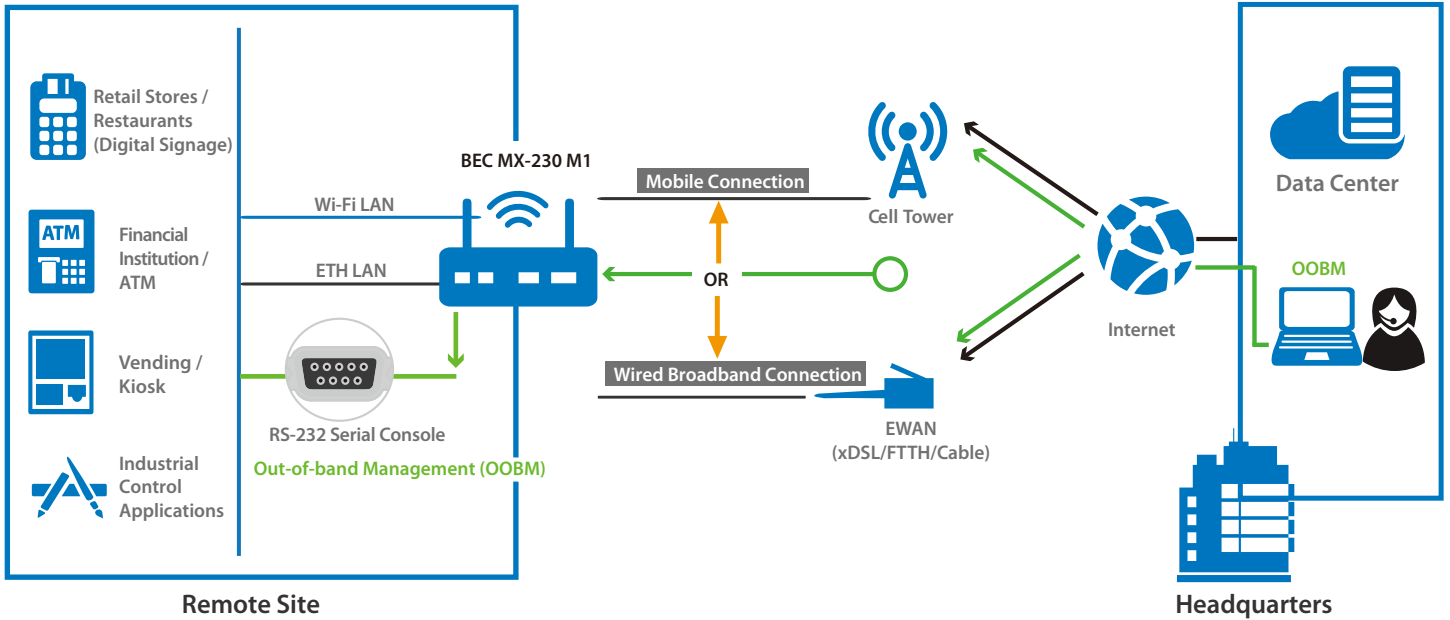 Retail Stores /
Restaurants
(Digital Signage)
ATM
Financial
Institution /
ATM
Vending /
Kiosk
Industrial
Control
Applications
BEC MX-230 M1
Wi-Fi LAN
ETH LAN
RS-232 Serial Console
Out-of-band Management (OOBM)
Remote Site
Mobile Connection
OR
Wired Broadband Connection
Cell Tower
EWAN
(xDSL/FTTH/Cable)
Internet
Data Center
OOBM
Headquarters